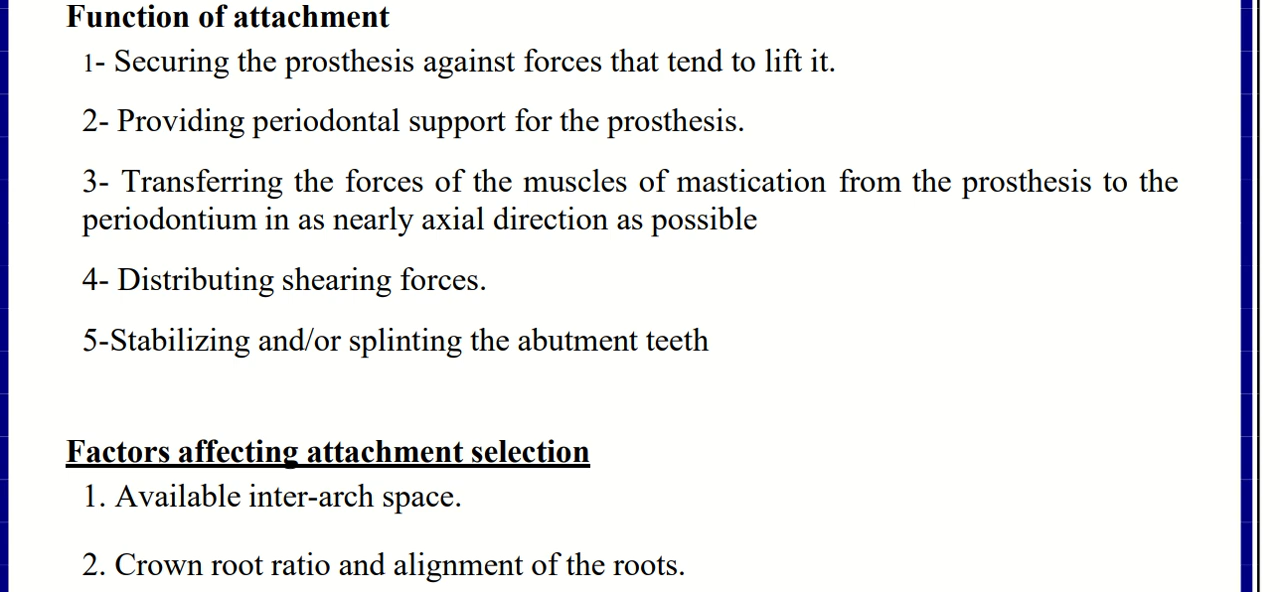 Function of attachment
1- Securing the prosthesis against forces that tend to lift it.
2- Providing periodontal support for the prosthesis.
3- Transferring the forces of the muscles of mastication from the prosthesis to the
periodontium in as nearly axial direction as possible
4- Distributing shearing forces.
5-Stabilizing and/or splinting the abutment teeth
Factors affecting attachment selection
1. Available inter-arch space.
2. Crown root ratio and alignment of the roots.